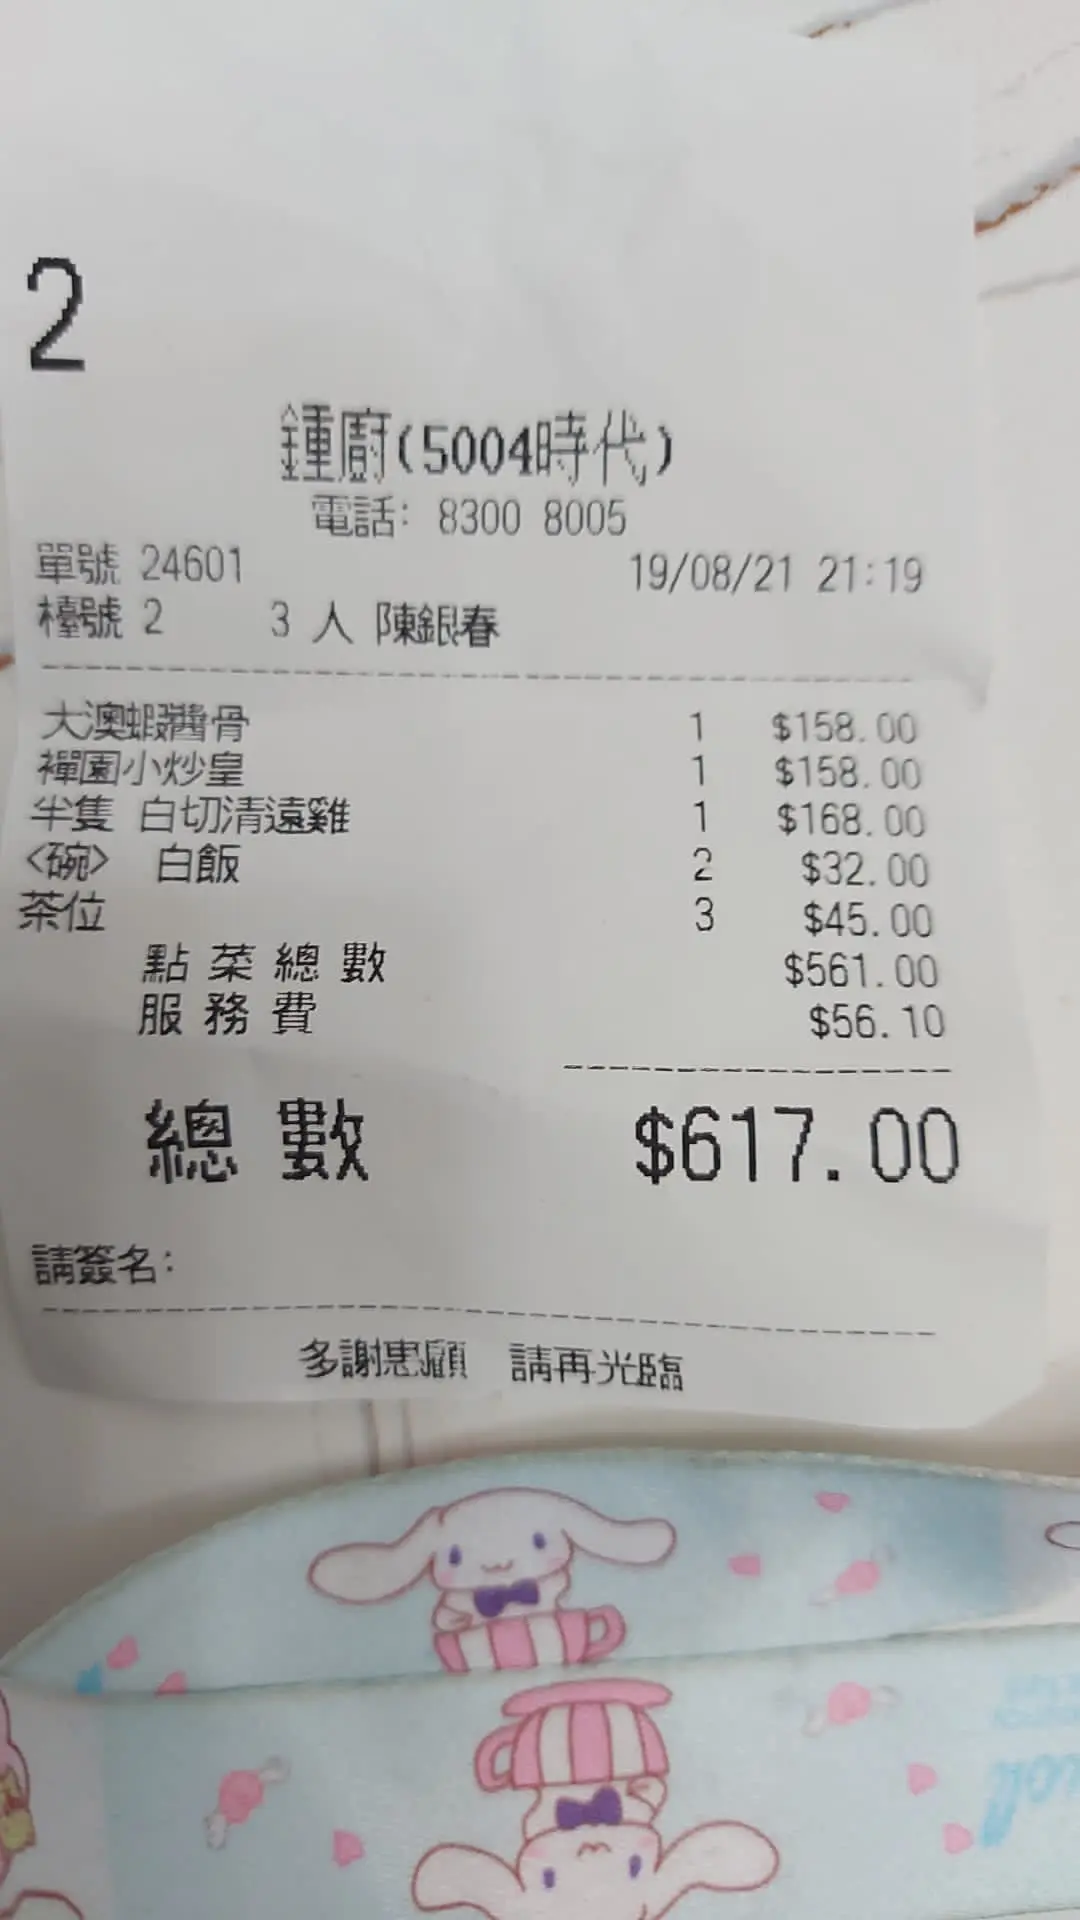 2
鍾廚(5004時代)
電話: 8300 8005
單號 24601 19/08/21 21:19
檯號 2 3 人 陳銀春
大澳蝦醬骨 1 $158.00
禪園小炒皇 1 $158.00
半隻 白切清遠雞 1 $168.00
<碗> 白飯 2 $32.00
茶位 3 $45.00
點菜總數 $561.00
服務費 $56.10
總數 $617.00
請簽名:
多謝惠顧 請再光臨